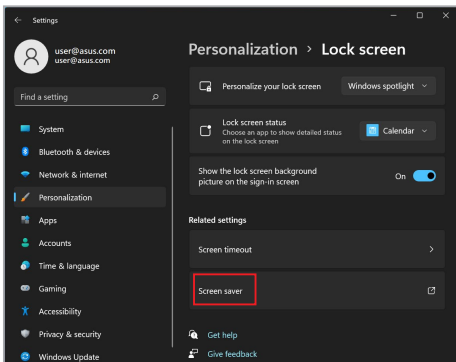 Settings
user@asus.com
user@asus.com
Find a setting
System
Bluetooth & devices
Network & internet
Personalization
Apps
Accounts
Time & language
Gaming
Accessibility
Privacy & security
Windows Update
Personalization > Lock screen
Personalize your lock screen
Windows spotlight
Lock screen status
Choose an app to show detailed status
on the lock screen
Calendar
Show the lock screen background
picture on the sign-in screen
On
Related settings
Screen timeout
Screen saver
Get help
Give feedback